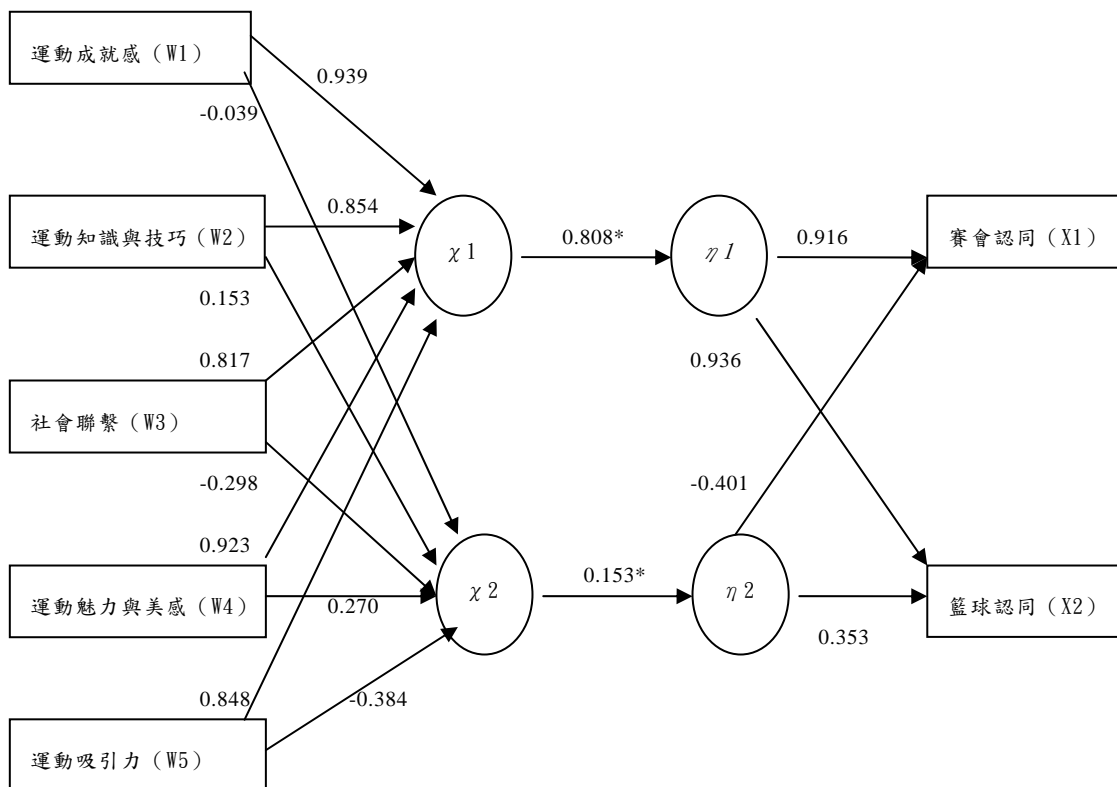 運動成就感（W1）
0.939
-0.039
運動知識與技巧（W2）
0.854
χ1
0.808*
η1
0.916
賽會認同（X1）
0.153
0.817
0.936
社會聯繫（W3）
-0.298
-0.401
0.923
運動魅力與美感（W4）
0.270
χ2
0.153*
η2
籃球認同（X2）
0.353
0.848
-0.384
運動吸引力（W5）